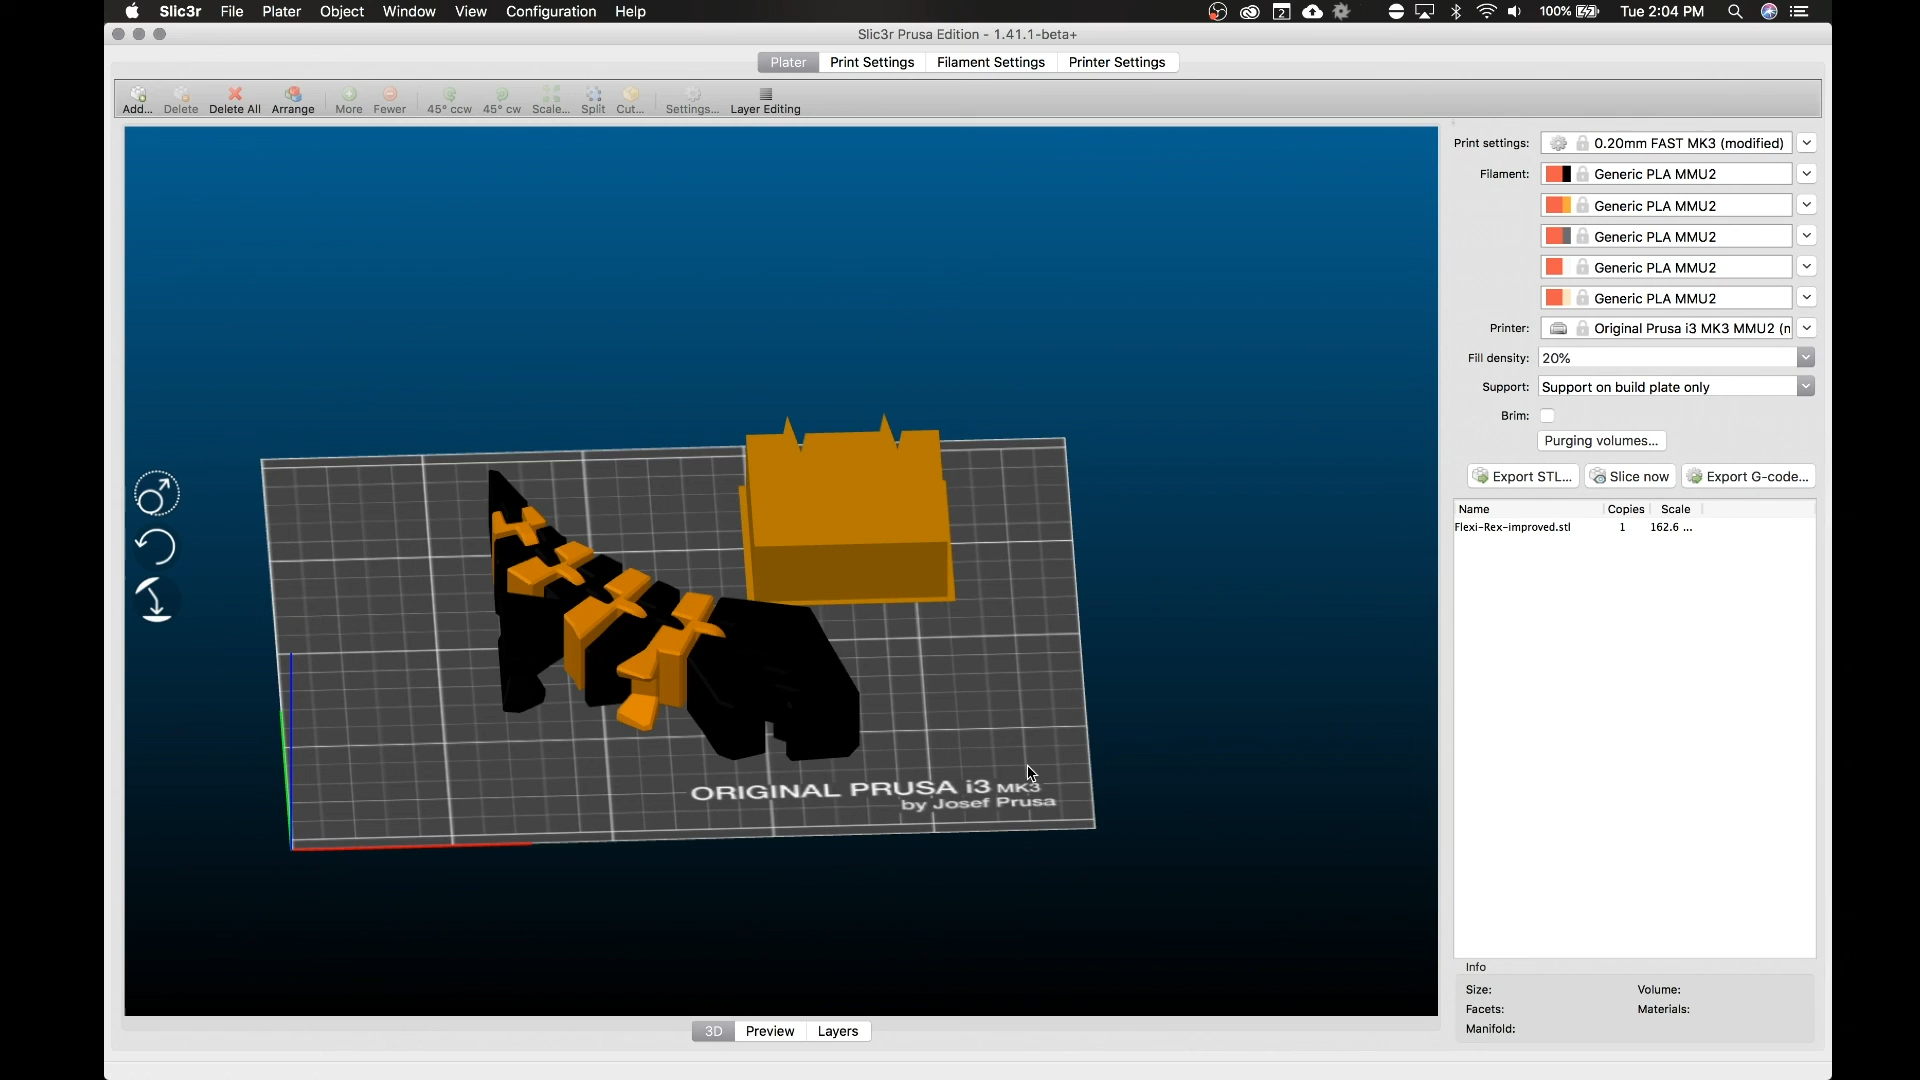 Slic3r File Plater Object Window View Configuration Help 2 100% Tue 2:04 PM
Slic3r Prusa Edition - 1.41.1-beta+
Plater Print Settings Filament Settings Printer Settings
Add... Delete Delete All Arrange More Fewer 45° ccw 45° cw Scale... Split Cut... Settings... Layer Editing
Print settings: 0.20mm FAST MK3 (modified)
Filament: Generic PLA MMU2
Generic PLA MMU2
Generic PLA MMU2
Generic PLA MMU2
Generic PLA MMU2
Printer: Original Prusa i3 MK3 MMU2 (n
Fill density: 20%
Support: Support on build plate only
Brim:
Purging volumes...
Export STL... Slice now Export G-code...
Name Copies Scale
Flexi-Rex-improved.stl 1 162.6 ...
ORIGINAL PRUSA i3 MK3
by Josef Prusa
Info
Size: Volume:
Facets: Materials:
Manifold:
3D Preview Layers